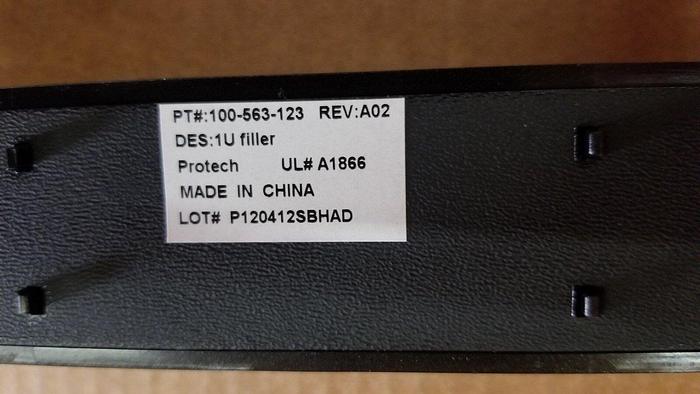 PT#:100-563-123 REV:A02
DES:1U filler
Protech UL# A1866
MADE IN CHINA
LOT# P120412SBHAD